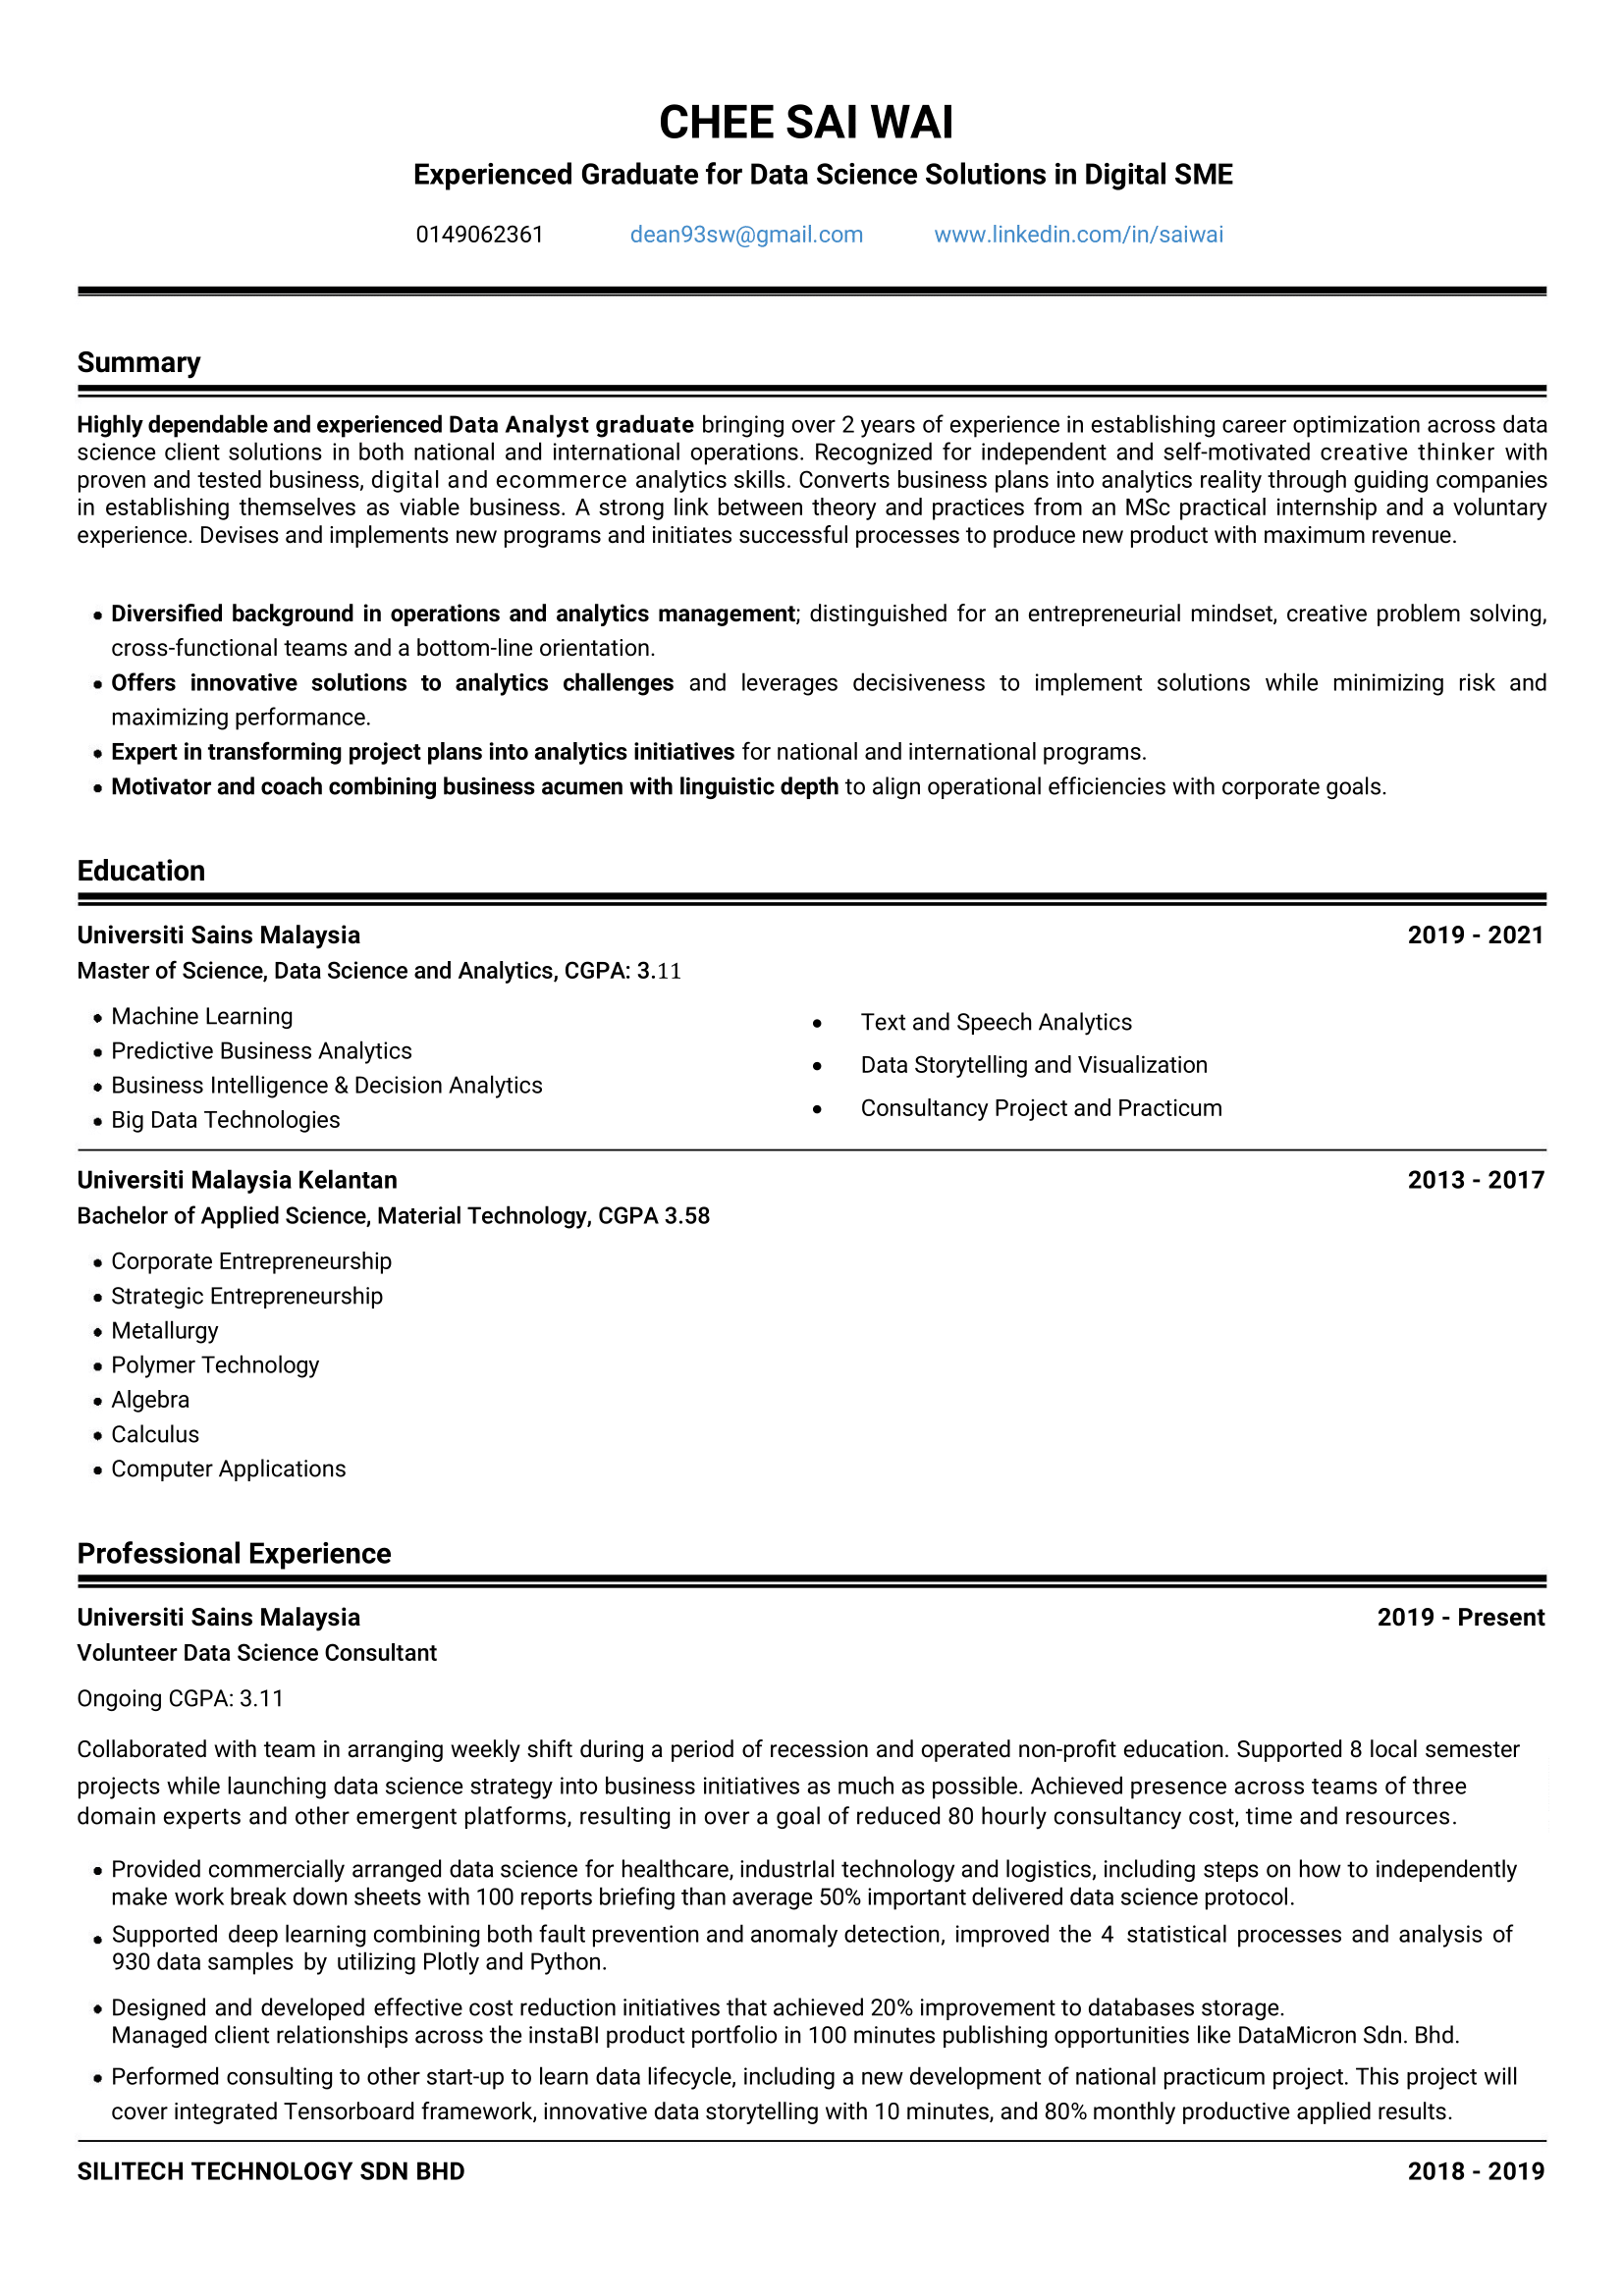 CHEE SAI WAI
Experienced Graduate for Data Science Solutions in Digital SME
0149062361 dean93sw@gmail.com www.linkedin.com/in/saiwai
Summary
Highly dependable and experienced Data Analyst graduate bringing over 2 years of experience in establishing career optimization across data
science client solutions in both national and international operations. Recognized for independent and self-motivated creative thinker with
proven and tested business, digital and ecommerce analytics skills. Converts business plans into analytics reality through guiding companies
in establishing themselves as viable business. A strong link between theory and practices from an MSc practical internship and a voluntary
experience. Devises and implements new programs and initiates successful processes to produce new product with maximum revenue.
• Diversified background in operations and analytics management; distinguished for an entrepreneurial mindset, creative problem solving,
cross-functional teams and a bottom-line orientation.
• Offers innovative solutions to analytics challenges and leverages decisiveness to implement solutions while minimizing risk and
maximizing performance.
• Expert in transforming project plans into analytics initiatives for national and international programs.
• Motivator and coach combining business acumen with linguistic depth to align operational efficiencies with corporate goals.
Education
Universiti Sains Malaysia 2019 - 2021
Master of Science, Data Science and Analytics, CGPA: 3.11
• Machine Learning
• Predictive Business Analytics
• Business Intelligence & Decision Analytics
• Big Data Technologies
• Text and Speech Analytics
• Data Storytelling and Visualization
• Consultancy Project and Practicum
Universiti Malaysia Kelantan 2013 - 2017
Bachelor of Applied Science, Material Technology, CGPA 3.58
• Corporate Entrepreneurship
• Strategic Entrepreneurship
• Metallurgy
• Polymer Technology
• Algebra
• Calculus
• Computer Applications
Professional Experience
Universiti Sains Malaysia 2019 - Present
Volunteer Data Science Consultant
Ongoing CGPA: 3.11
Collaborated with team in arranging weekly shift during a period of recession and operated non-profit education. Supported 8 local semester
projects while launching data science strategy into business initiatives as much as possible. Achieved presence across teams of three
domain experts and other emergent platforms, resulting in over a goal of reduced 80 hourly consultancy cost, time and resources.
• Provided commercially arranged data science for healthcare, industrIal technology and logistics, including steps on how to independently
make work break down sheets with 100 reports briefing than average 50% important delivered data science protocol.
• Supported deep learning combining both fault prevention and anomaly detection, improved the 4 statistical processes and analysis of
930 data samples by utilizing Plotly and Python.
• Designed and developed effective cost reduction initiatives that achieved 20% improvement to databases storage.
Managed client relationships across the instaBI product portfolio in 100 minutes publishing opportunities like DataMicron Sdn. Bhd.
• Performed consulting to other start-up to learn data lifecycle, including a new development of national practicum project. This project will
cover integrated Tensorboard framework, innovative data storytelling with 10 minutes, and 80% monthly productive applied results.
SILITECH TECHNOLOGY SDN BHD 2018 - 2019